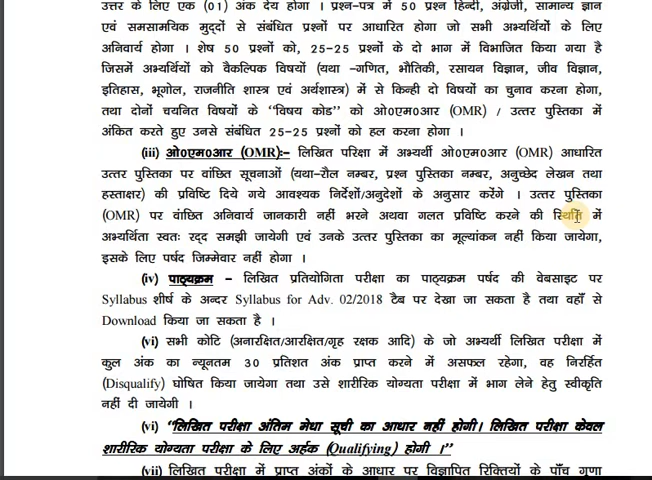 उत्तर के लिए एक (01) अंक देय होगा । प्रश्न-पत्र में 50 प्रश्न हिन्दी, अंग्रेजी, सामान्य ज्ञान
एवं समसामयिक मुद्दों से संबंधित प्रश्नों पर आधारित होगा जो सभी अभ्यर्थियों के लिए
अनिवार्य होगा । शेष 50 प्रश्नों को, 25-25 प्रश्नों के दो भाग में विभाजित किया गया है
जिसमें अभ्यर्थियों को वैकल्पिक विषयों (यथा -गणित, भौतिकी, रसायन विज्ञान, जीव विज्ञान,
इतिहास, भूगोल, राजनीति शास्त्र एवं अर्थशास्त्र) में से किन्ही दो विषयों का चुनाव करना होगा,
तथा दोनों चयनित विषयों के “विषय कोड” को ओ०एम०आर (OMR) / उत्तर पुस्तिका में
अंकित करते हुए उनसे संबंधित 25-25 प्रश्नों को हल करना होगा ।
(iii) ओ०एम०आर (OMR):- लिखित परिक्षा में अभ्यर्थी ओ०एम०आर (OMR) आधारित
उत्तर पुस्तिका पर वांछित सूचनाओं (यथा-रौल नम्बर, प्रश्न पुस्तिका नम्बर, अनुच्छेद लेखन तथा
हस्ताक्षर) की प्रविष्टि दिये गये आवश्यक निर्देशों/अनुदेशों के अनुसार करेंगे । उत्तर पुस्तिका
(OMR) पर वांछित अनिवार्य जानकारी नहीं भरने अथवा गलत प्रविष्टि करने की स्थिति में
अभ्यर्थिता स्वतः रद्द समझी जायेगी एवं उनके उत्तर पुस्तिका का मूल्यांकन नहीं किया जायेगा,
इसके लिए पर्षद जिम्मेवार नहीं होगा ।
(iv) पाठ्यक्रम – लिखित प्रतियोगिता परीक्षा का पाठ्यक्रम पर्षद की वेबसाइट पर
Syllabus शीर्ष के अन्दर Syllabus for Adv. 02/2018 टैब पर देखा जा सकता है तथा वहाँ से
Download किया जा सकता है ।
(vi) सभी कोटि (अनारक्षित/आरक्षित/गृह रक्षक आदि) के जो अभ्यर्थी लिखित परीक्षा में
कुल अंक का न्यूनतम 30 प्रतिशत अंक प्राप्त करने में असफल रहेगा, वह निरर्हित
(Disqualify) घोषित किया जायेगा तथा उसे शारीरिक योग्यता परीक्षा में भाग लेने हेतु स्वीकृति
नहीं दी जायेगी ।
(vi) “लिखित परीक्षा अंतिम मेधा सूची का आधार नहीं होगी। लिखित परीक्षा केवल
शारीरिक योग्यता परीक्षा के लिए अर्हक (Qualifying) होगी ।”
(vii) लिखित परीक्षा में प्राप्त अंकों के आधार पर विज्ञापित रिक्तियों के पाँच गुणा